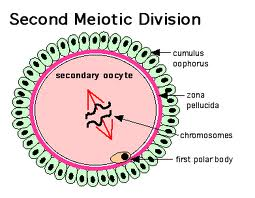 Second Meiotic Division
cumulus
oophorus
secondary oocyte
zona
pellucida
chromosomes
first polar body